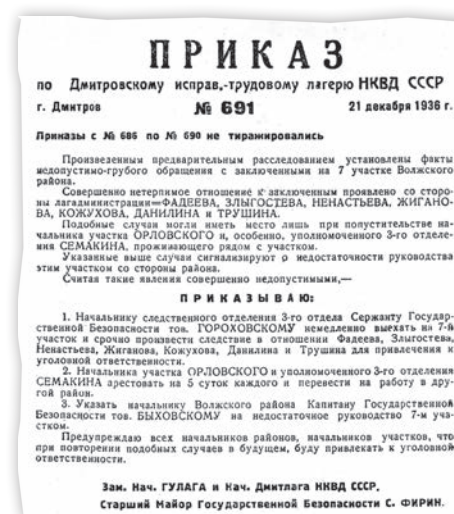 ПРИКАЗ
по Дмитровскому исправ.-трудовому лагерю НКВД СССР
г. Дмитров № 691 21 декабря 1936 г.
Приказы с № 686 по № 690 не тиражировались
Произведенным предварительным расследованием установлены факты
недопустимо-грубого обращения с заключенными на 7 участке Волжского
района.
Совершенно нетерпимое отношение к заключенным проявлено со сторо-
ны лагадминистрации=ФАДЕЕВА, ЗЛЫГОСТЕВА, НЕНАСТЬЕВА, ЖИГАНО-
ВА, КОЖУХОВА, ДАНИЛИНА и ТРУШИНА.
Подобные случаи могли иметь место лишь при попустительстве на-
чальника участка ОРЛОВСКОГО и, особенно, уполномоченного 3-го отделе-
ния СЕМАКИНА, проживающего рядом с участком.
Указанные выше случаи сигнализируют о недостаточности руководства
этим участком со стороны района.
Считая такие явления совершенно недопустимыми,—
ПРИКАЗЫВАЮ:
1. Начальнику следственного отделения 3-го отдела Сержанту Государ-
ственной Безопасности тов. ГОРОХОВСКОМУ немедленно выехать на 7-й
участок и срочно произвести следствие в отношении Фадеева, Злыгостева,
Ненастьева, Жиганова, Кожухова, Данилина и Трушина для привлечения к
уголовной ответственности.
2. Начальника участка ОРЛОВСКОГО и уполномоченного 3-го отделения
СЕМАКИНА арестовать на 5 суток каждого и перевести на работу в дру-
гой район.
3. Указать начальнику Волжского района Капитану Государственной
Безопасности тов. БЫХОВСКОМУ на недостаточное руководство 7-м уча-
стком.
Предупреждаю всех начальников районов, начальников участков, что
при повторении подобных случаев в будущем, буду привлекать к уголовной
ответственности.
Зам. Нач. ГУЛАГА и Нач. Дмитлага НКВД СССР,
Старший Майор Государственной Безопасности С. ФИРИН.